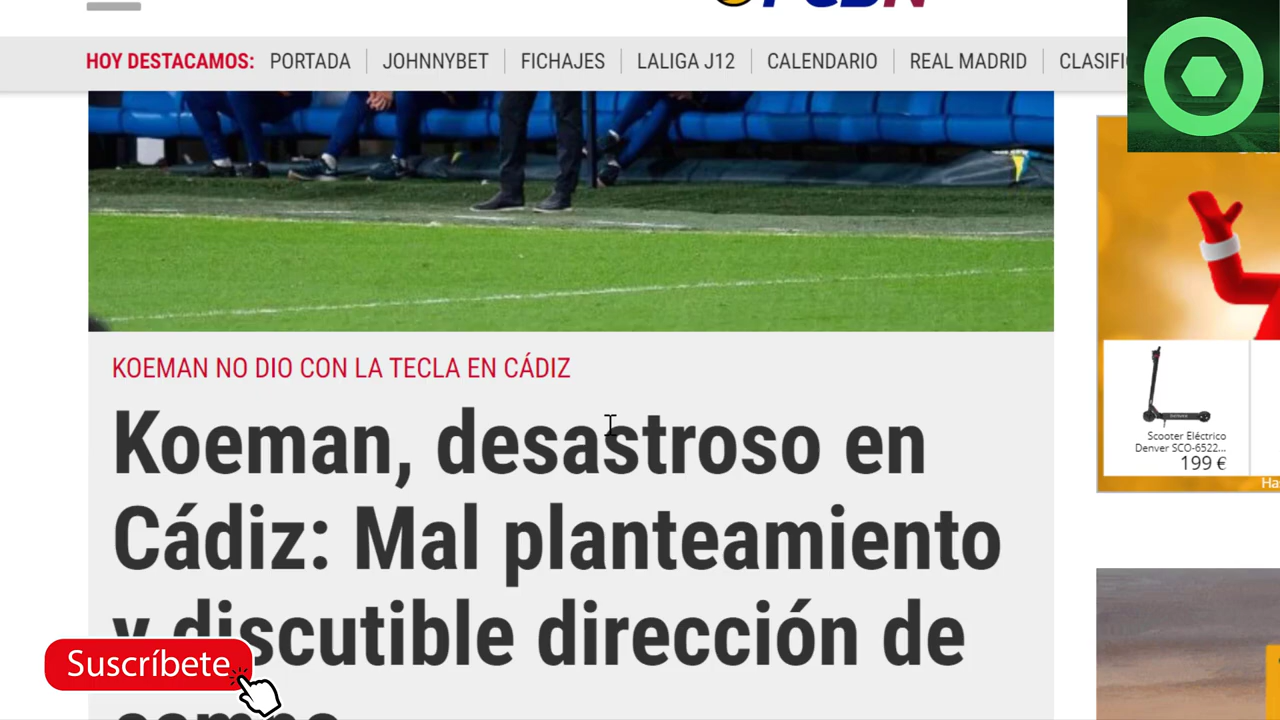 HOY DESTACAMOS: PORTADA JOHNNYBET FICHAJES LALIGA J12 CALENDARIO REAL MADRID
KOEMAN NO DIO CON LA TECLA EN CÁDIZ
Koeman, desastroso en
Cádiz: Mal planteamiento
y discutible dirección de
Suscríbete
Scooter Eléctrico
Denver SCO-6522...
199 €